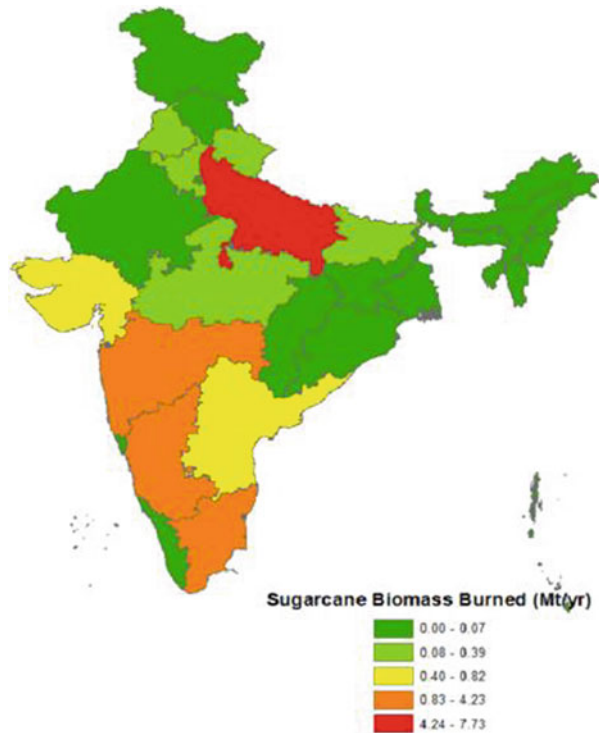 Sugarcane Biomass Burned (Mt/yr)
0.00 - 0.07
0.08 - 0.39
0.40 - 0.82
0.83 - 4.23
4.24 - 7.73